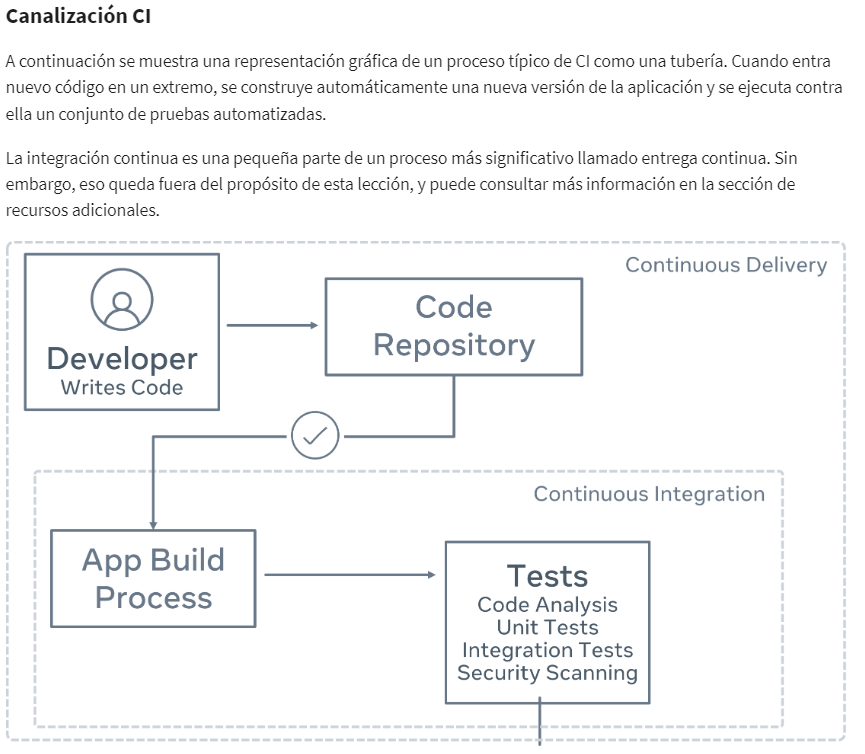 Canalización CI
A continuación se muestra una representación gráfica de un proceso típico de CI como una tubería. Cuando entra
nuevo código en un extremo, se construye automáticamente una nueva versión de la aplicación y se ejecuta contra
ella un conjunto de pruebas automatizadas.
La integración continua es una pequeña parte de un proceso más significativo llamado entrega continua. Sin
embargo, eso queda fuera del propósito de esta lección, y puede consultar más información en la sección de
recursos adicionales.
Continuous Delivery
Developer
Writes Code
Code
Repository
Continuous Integration
App Build
Process
Tests
Code Analysis
Unit Tests
Integration Tests
Security Scanning